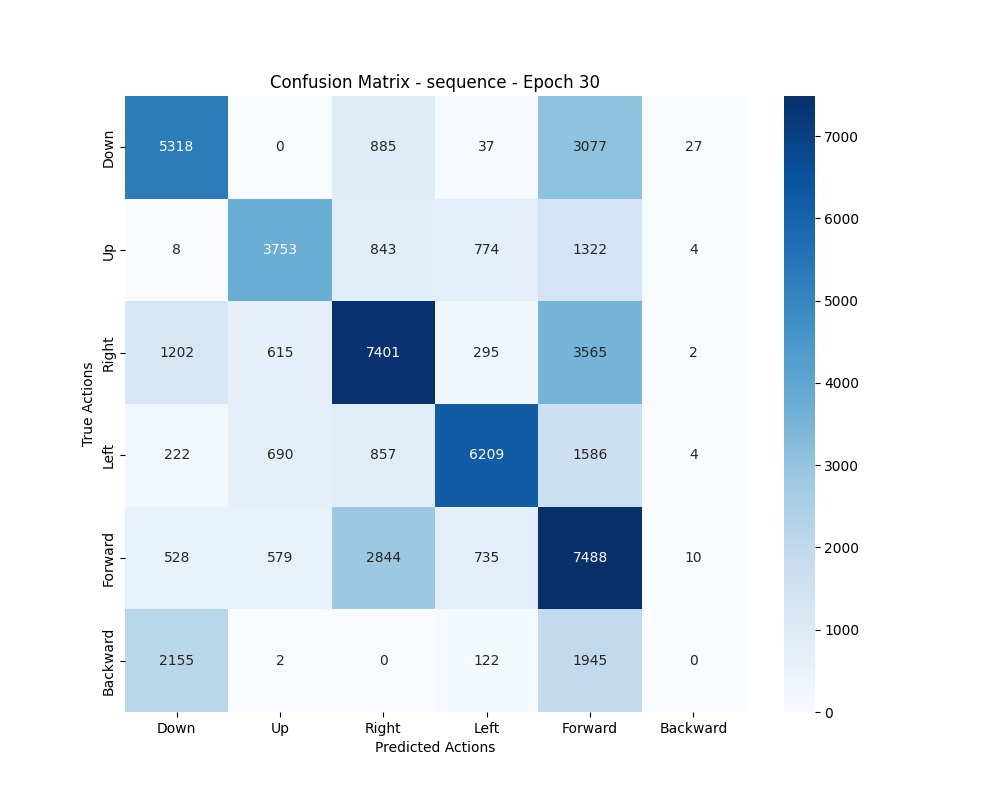 Confusion Matrix - sequence - Epoch 30
True Actions
Down 5318 0 885 37 3077 27
Up 8 3753 843 774 1322 4
Right 1202 615 7401 295 3565 2
Left 222 690 857 6209 1586 4
Forward 528 579 2844 735 7488 10
Backward 2155 2 0 122 1945 0
Down Up Right Left Forward Backward
Predicted Actions
7000
6000
5000
4000
3000
2000
1000
0